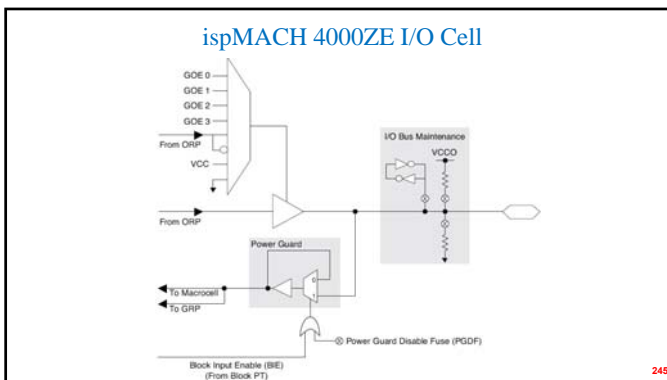 ispMACH 4000ZE I/O Cell
GOE 0
GOE 1
GOE 2
GOE 3
From ORP
VCC
I/O Bus Maintenance
VCCO
From ORP
Power Guard
0
1
To Macrocell
To GRP
Power Guard Disable Fuse (PGDF)
Block Input Enable (BIE)
(From Block PT)
245